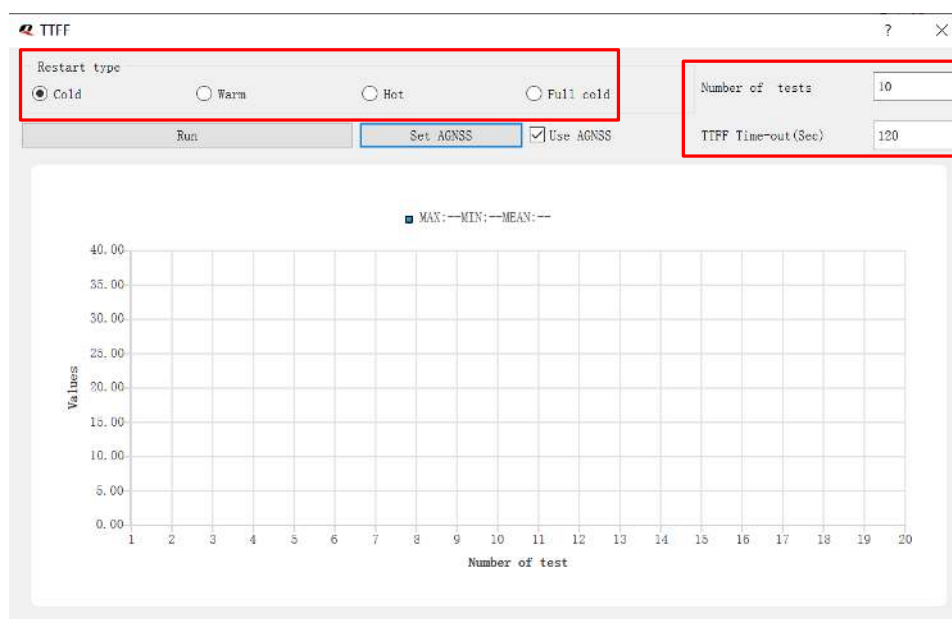 TTFF
?
Restart type
Cold
Warm
Hot
Full cold
Number of tests
10
Run
Set AGNSS
Use AGNSS
TTFF Time-out(Sec)
120
MAX:--MIN:--MEAN:--
40.00
35.00
30.00
25.00
20.00
15.00
10.00
5.00
0.00
Values
1 2 3 4 5 6 7 8 9 10 11 12 13 14 15 16 17 18 19 20
Number of test